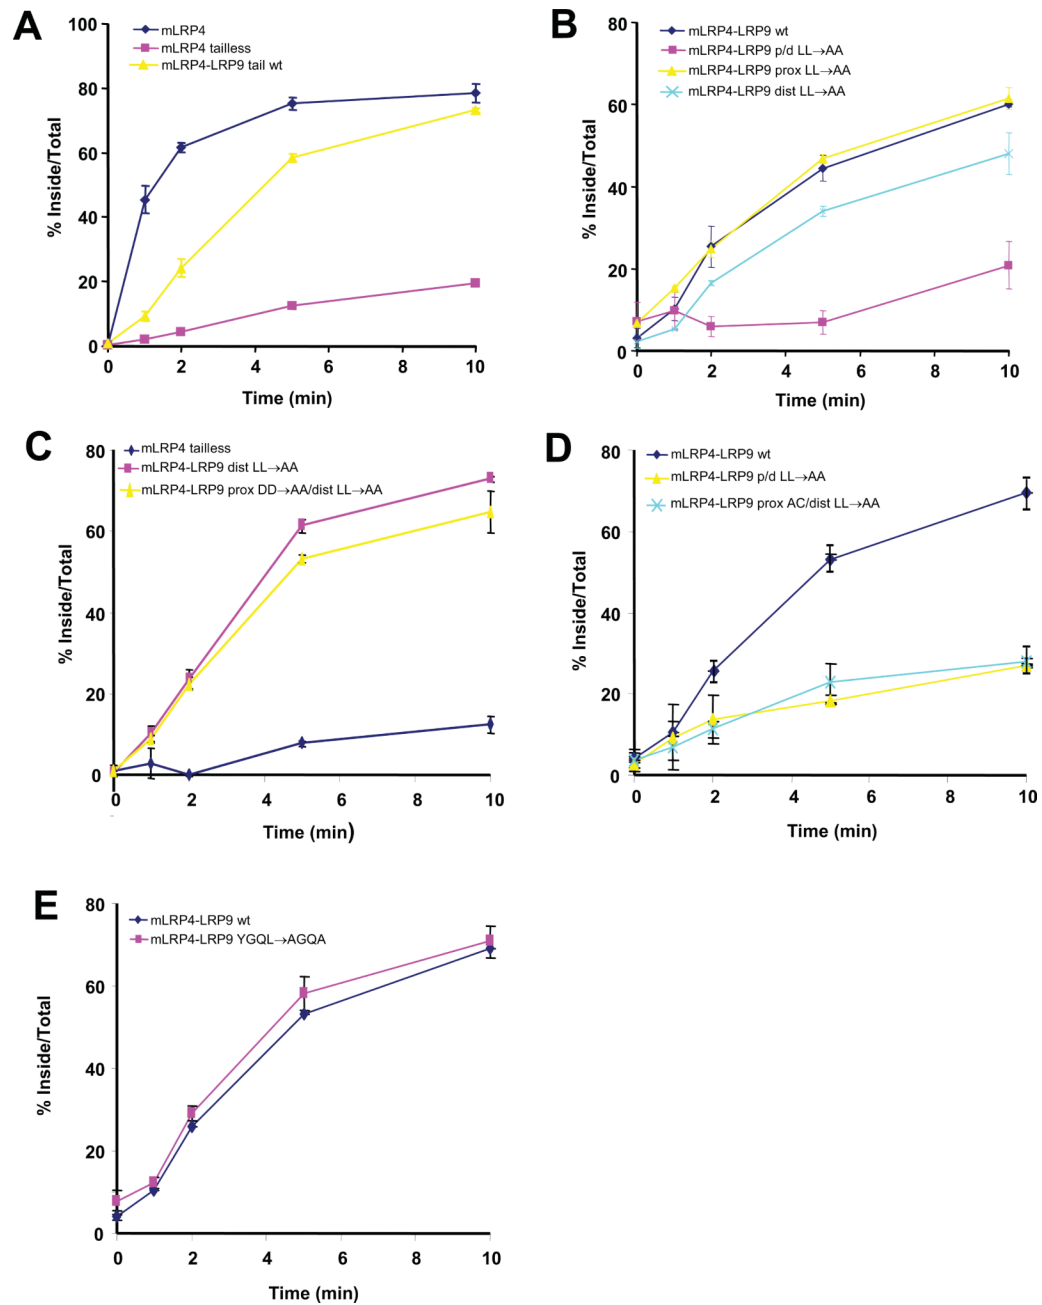 A
mLRP4
mLRP4 tailless
mLRP4-LRP9 tail wt
100
80
60
40
20
0
% Inside/Total
0 2 4 6 8 10
Time (min)
B
mLRP4-LRP9 wt
mLRP4-LRP9 p/d LL→AA
mLRP4-LRP9 prox LL→AA
mLRP4-LRP9 dist LL→AA
80
60
40
20
0
% Inside/Total
0 2 4 6 8 10
Time (min)
C
mLRP4 tailless
mLRP4-LRP9 dist LL→AA
mLRP4-LRP9 prox DD→AA/dist LL→AA
80
60
40
20
0
% Inside/Total
0 2 4 6 8 10
Time (min)
D
mLRP4-LRP9 wt
mLRP4-LRP9 p/d LL→AA
mLRP4-LRP9 prox AC/dist LL→AA
80
60
40
20
0
% Inside/Total
0 2 4 6 8 10
Time (min)
E
mLRP4-LRP9 wt
mLRP4-LRP9 YGQL→AGQA
80
60
40
20
0
% Inside/Total
0 2 4 6 8 10
Time (min)